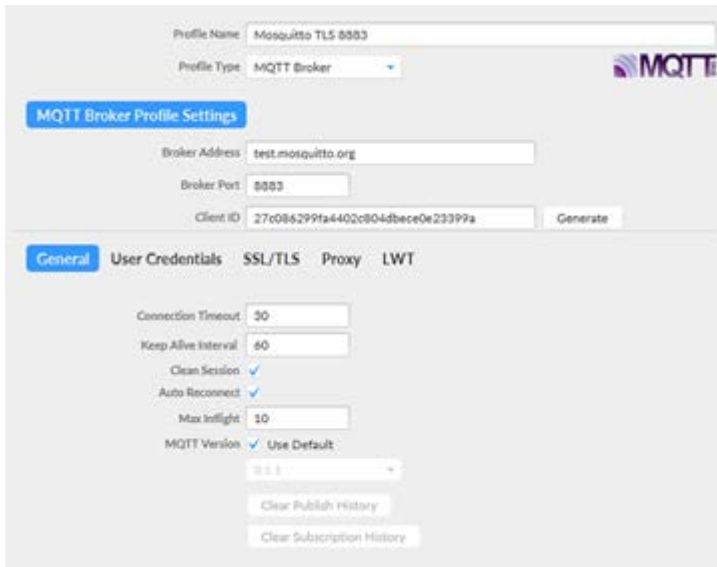 Profile Name Mosquitto TLS 8883
Profile Type MQTT Broker
MQTT
MQTT Broker Profile Settings
Broker Address test.mosquitto.org
Broker Port 8883
Client ID 27c086299fa4402c804dbece0e23399a Generate
General User Credentials SSL/TLS Proxy LWT
Connection Timeout 30
Keep Alive Interval 60
Clean Session
Auto Reconnect
Max Inflight 10
MQTT Version Use Default
3.1.1
Clear Publish History
Clear Subscription History